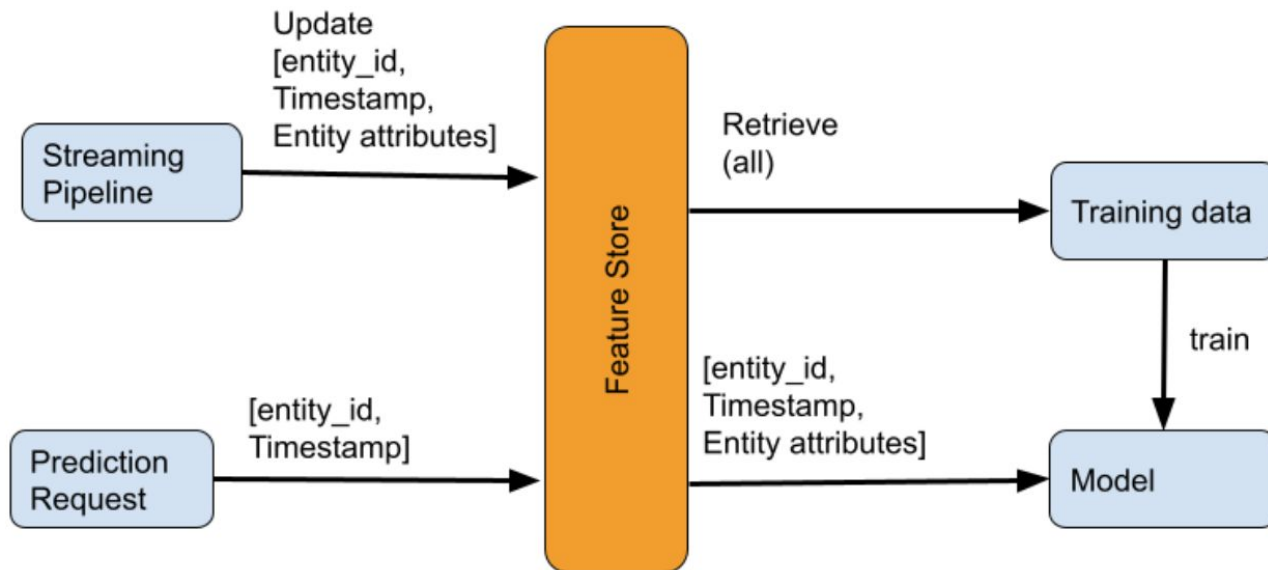 Update
[entity_id,
Timestamp,
Entity attributes]
Streaming
Pipeline
Feature Store
Retrieve
(all)
Training data
train
Prediction
Request
[entity_id,
Timestamp]
[entity_id,
Timestamp,
Entity attributes]
Model